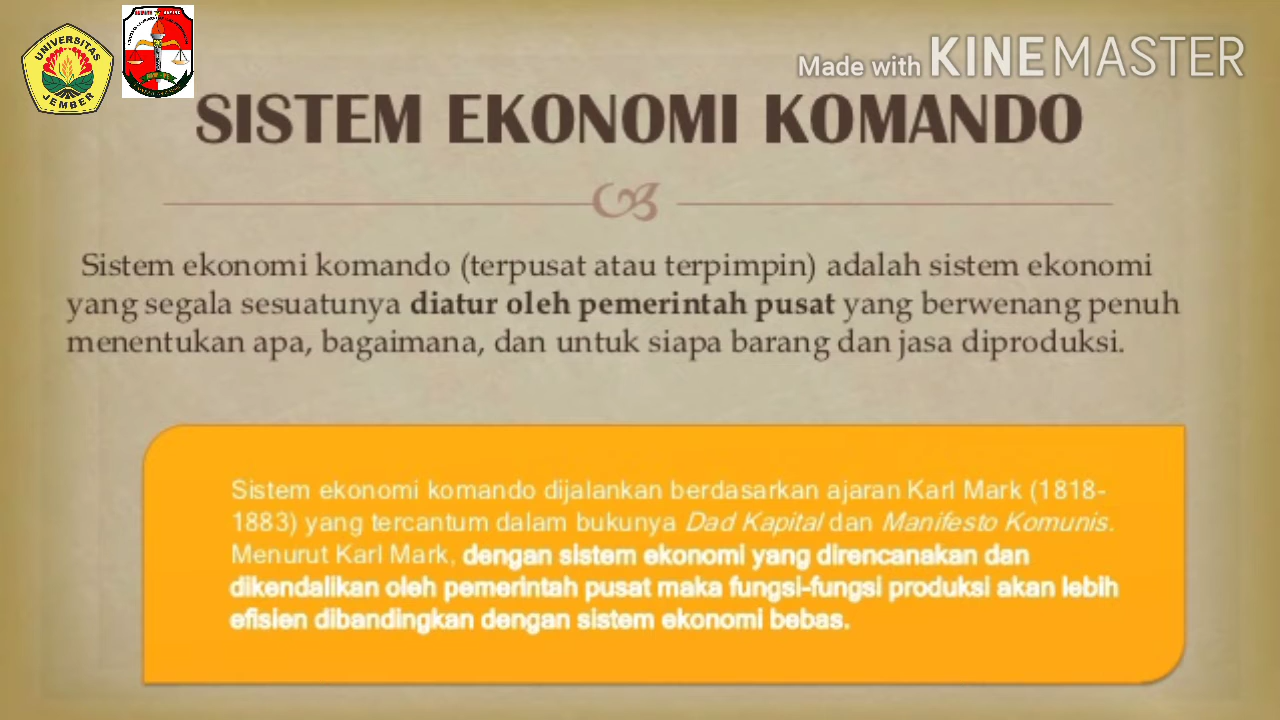 UNIVERSITAS
JEMBER
Made with KINEMASTER
SISTEM EKONOMI KOMANDO
Sistem ekonomi komando (terpusat atau terpimpin) adalah sistem ekonomi
yang segala sesuatunya diatur oleh pemerintah pusat yang berwenang penuh
menentukan apa, bagaimana, dan untuk siapa barang dan jasa diproduksi.
Sistem ekonomi komando dijalankan berdasarkan ajaran Karl Mark (1818-
1883) yang tercantum dalam bukunya Dad Kapital dan Manifesto Komunis.
Menurut Karl Mark, dengan sistem ekonomi yang direncanakan dan
dikendalikan oleh pemerintah pusat maka fungsi-fungsi produksi akan lebih
efisien dibandingkan dengan sistem ekonomi bebas.